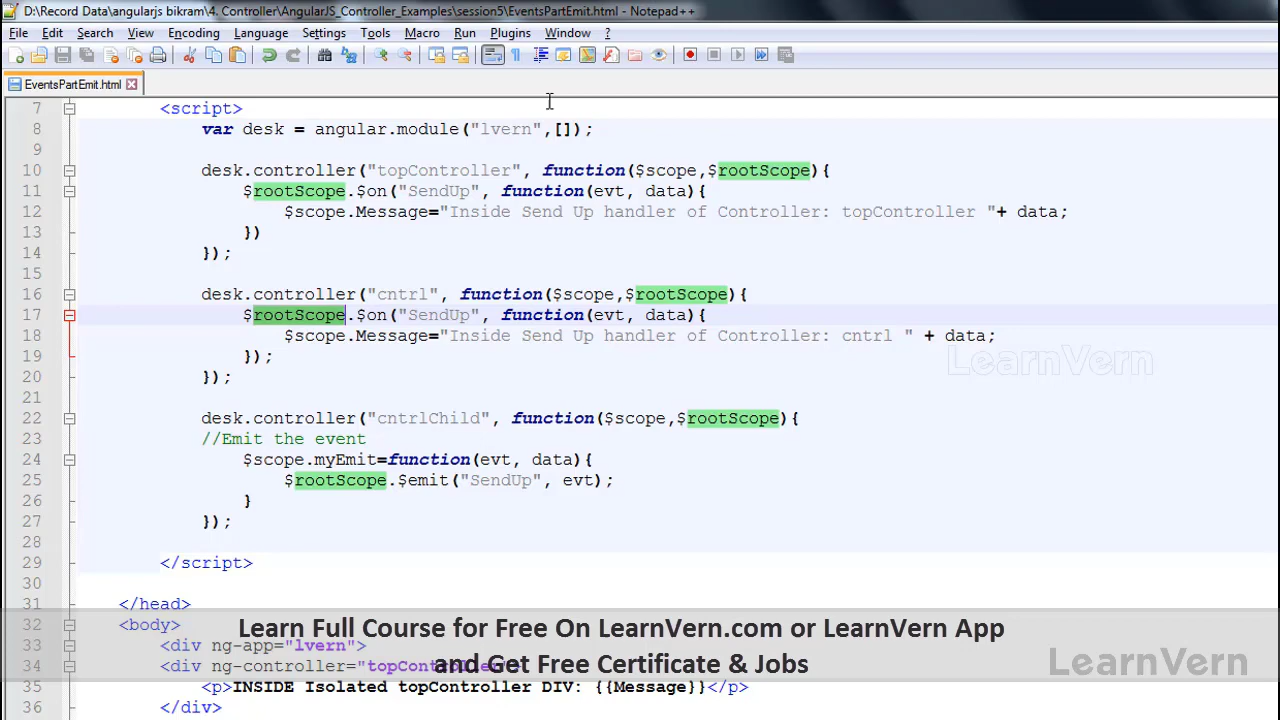 D:\Record Data\angularjs bikram\4. Controller\AngularJS_Controller_Examples\session5\EventsPartEmit.html - Notepad++
File Edit Search View Encoding Language Settings Tools Macro Run Plugins Window ?
EventsPartEmit.html
7 <script>
8 var desk = angular.module("lvern",[]);
9
10 desk.controller("topController", function($scope,$rootScope){
11 $rootScope.$on("SendUp", function(evt, data){
12 $scope.Message="Inside Send Up handler of Controller: topController "+ data;
13 })
14 });
15
16 desk.controller("cntrl", function($scope,$rootScope){
17 $rootScope.$on("SendUp", function(evt, data){
18 $scope.Message="Inside Send Up handler of Controller: cntrl " + data;
19 });
LearnVern
20 });
21
22 desk.controller("cntrlChild", function($scope,$rootScope){
23 //Emit the event
24 $scope.myEmit=function(evt, data){
25 $rootScope.$emit("SendUp", evt);
26 }
27 });
28
29 </script>
30
31 </head>
32 <body>
Learn Full Course for Free On LearnVern.com or LearnVern App
33 <div ng-app="lvern">
and Get Free Certificate & Jobs
34 <div ng-controller="topController">
LearnVern
35 <p>INSIDE Isolated topController DIV: {{Message}}</p>
36 </div>